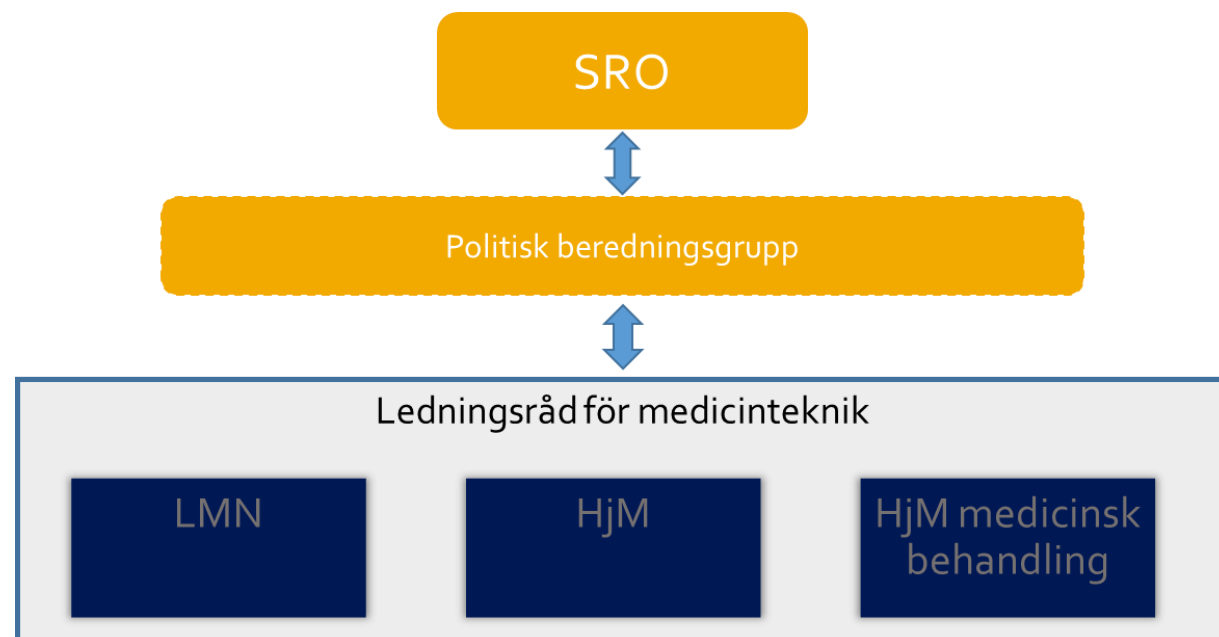 SRO
Politisk beredningsgrupp
Ledningsråd för medicinteknik
LMN
HjM
HjM medicinsk
behandling